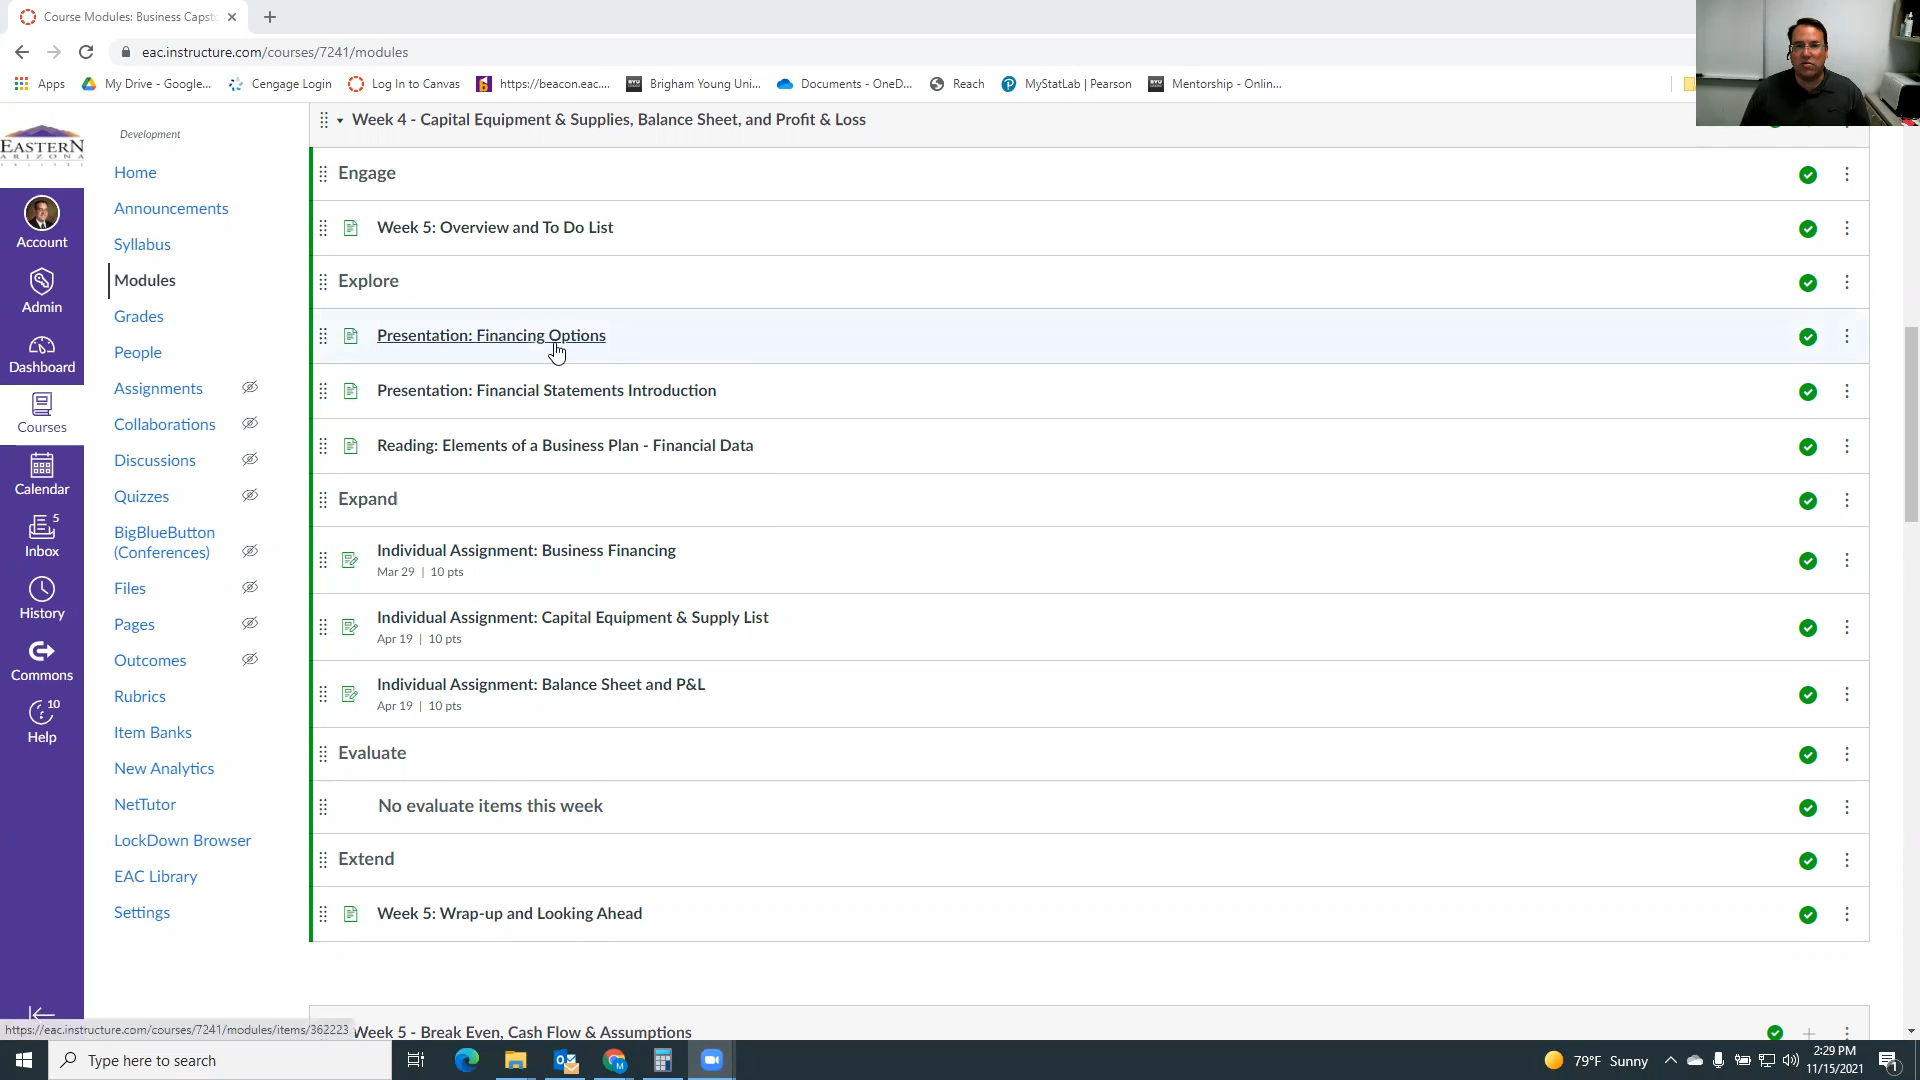 Course Modules: Business Capst
eac.instructure.com/courses/7241/modules
Apps
My Drive - Google...
Cengage Login
Log In to Canvas
https://beacon.eac....
Brigham Young Uni...
Documents - OneD...
Reach
MyStatLab | Pearson
Mentorship - Onlin...
EASTERN
ARIZONA
Account
Admin
Dashboard
Courses
Calendar
5
Inbox
History
Commons
10
Help
Development
Home
Announcements
Syllabus
Modules
Grades
People
Assignments
Collaborations
Discussions
Quizzes
BigBlueButton
(Conferences)
Files
Pages
Outcomes
Rubrics
Item Banks
New Analytics
NetTutor
LockDown Browser
EAC Library
Settings
Week 4 - Capital Equipment & Supplies, Balance Sheet, and Profit & Loss
Engage
Week 5: Overview and To Do List
Explore
Presentation: Financing Options
Presentation: Financial Statements Introduction
Reading: Elements of a Business Plan - Financial Data
Expand
Individual Assignment: Business Financing
Mar 29 | 10 pts
Individual Assignment: Capital Equipment & Supply List
Apr 19 | 10 pts
Individual Assignment: Balance Sheet and P&L
Apr 19 | 10 pts
Evaluate
No evaluate items this week
Extend
Week 5: Wrap-up and Looking Ahead
Week 5 - Break Even, Cash Flow & Assumptions
https://eac.instructure.com/courses/7241/modules/items/362223
Type here to search
79°F Sunny
2:29 PM
11/15/2021
1